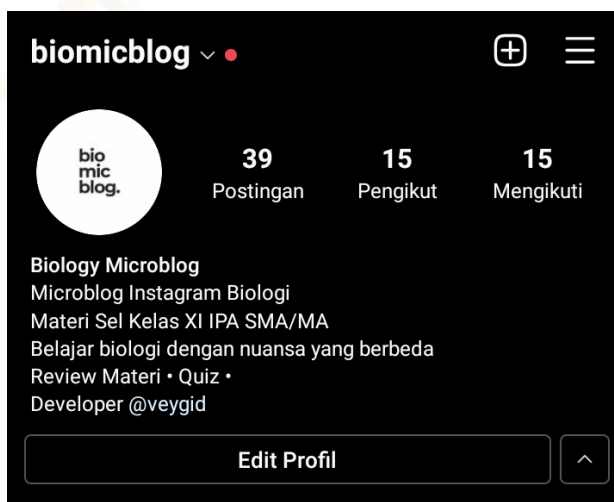 biomicblog
bio
mic
blog.
39
Postingan
15
Pengikut
15
Mengikuti
Biology Microblog
Microblog Instagram Biologi
Materi Sel Kelas XI IPA SMA/MA
Belajar biologi dengan nuansa yang berbeda
Review Materi • Quiz •
Developer @veygid
Edit Profil